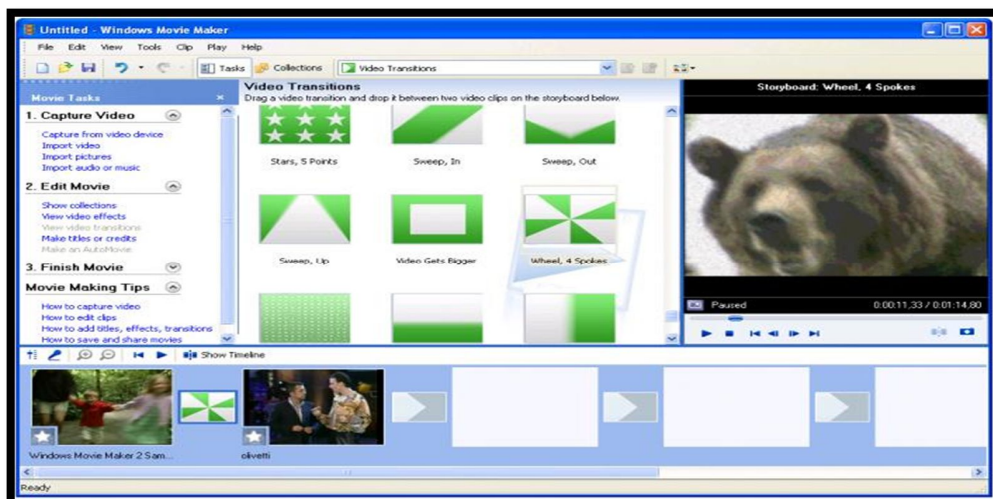 Untitled - Windows Movie Maker
File Edit View Tools Clip Play Help
Tasks Collections Video Transitions
Movie Tasks
1. Capture Video
Capture from video device
Import video
Import pictures
Import audio or music
2. Edit Movie
Show collections
View video effects
View video transitions
Make titles or credits
Make an AutoMovie
3. Finish Movie
Movie Making Tips
How to capture video
How to edit clips
How to add titles, effects, transitions
How to save and share movies
Video Transitions
Drag a video transition and drop it between two video clips on the storyboard below.
Stars, 5 Points
Sweep, In
Sweep, Out
Sweep, Up
Video Gets Bigger
Wheel, 4 Spokes
Storyboard: Wheel, 4 Spokes
Paused 0:00:11,33 / 0:01:14,80
Show Timeline
Windows Movie Maker 2 Sam...
olivetti
Ready